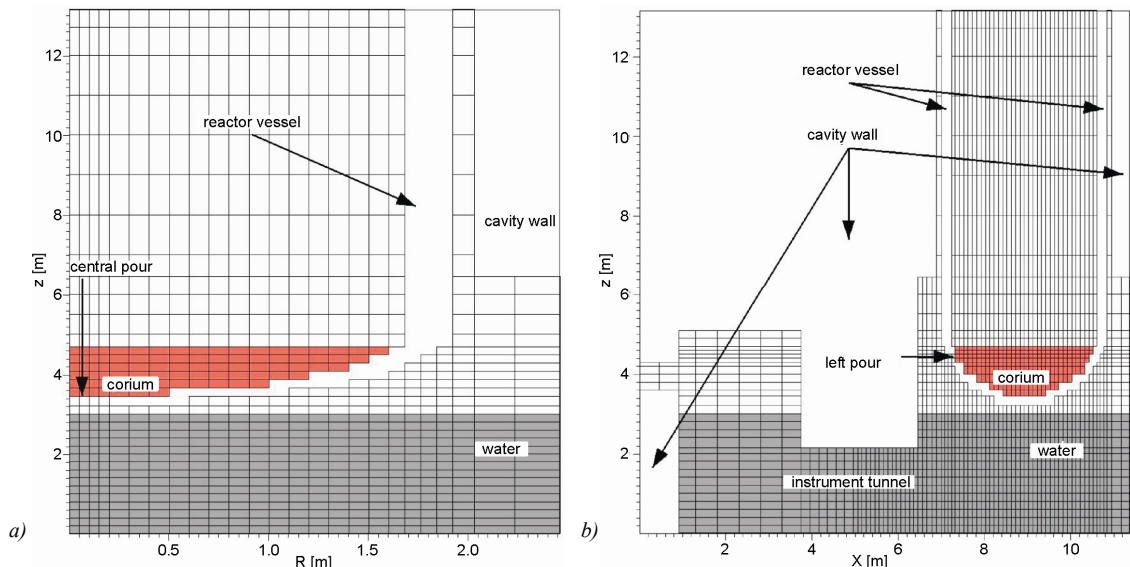 12
10
8
6
4
2
z [m]
reactor vessel
cavity wall
central pour
corium
water
0.5
1.0
1.5
2.0
R [m]
a)
12
10
8
6
4
2
z [m]
reactor vessel
cavity wall
left pour
corium
water
instrument tunnel
2
4
6
8
10
X [m]
b)